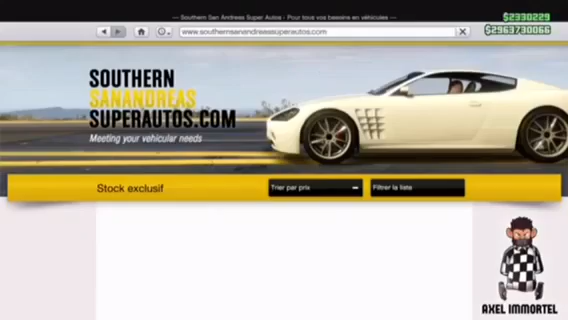 — Southern San Andreas Super Autos - Pour tous vos besoins en véhicules —
$2330229
www.southernsanandreassuperautos.com
$2963730066
SOUTHERN
SANANDREAS
SUPERAUTOS.COM
Meeting your vehicular needs
Stock exclusif
Trier par prix
Filtrer la liste
AXEL IMMORTEL